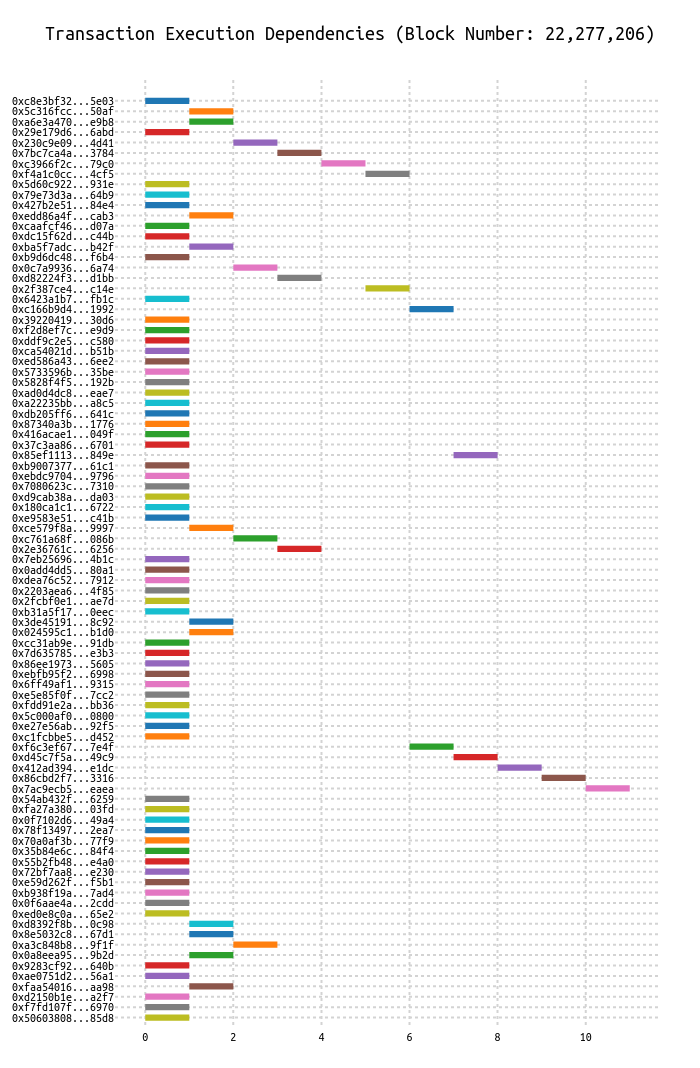 Transaction Execution Dependencies (Block Number: 22,277,206)
0xc8e3bf32...5e03
0x5c316fcc...50af
0xa6e3a470...e9b8
0x29e179d6...6abd
0x230c9e09...4d41
0x7bc7ca4a...3784
0xc3966f2c...79c0
0xf4a1c0cc...4cf5
0x5d60c922...931e
0x79e73d3a...64b9
0x427b2e51...84e4
0xedd86a4f...cab3
0xcaafcf46...d07a
0xdc15f62d...c44b
0xba5f7adc...b42f
0xb9d6dc48...f6b4
0x0c7a9936...6a74
0xd82224f3...d1bb
0x2f387ce4...c14e
0x6423a1b7...fb1c
0xc166b9d4...1992
0x39220419...30d6
0xf2d8ef7c...e9d9
0xddf9c2e5...c580
0xca54021d...b51b
0xed586a43...6ee2
0x5733596b...35be
0x5828f4f5...192b
0xad0d4dc8...eae7
0xa22235bb...a8c5
0xdb205ff6...641c
0x87340a3b...1776
0x416acae1...049f
0x37c3aa86...6701
0x85ef1113...849e
0xb9007377...61c1
0xebdc9704...9796
0x7080623c...7310
0xd9cab38a...da03
0x180ca1c1...6722
0xe9583e51...c41b
0xce579f8a...9997
0xc761a68f...086b
0x2e36761c...6256
0x7eb25696...4b1c
0x0add4dd5...80a1
0xdea76c52...7912
0x2203aea6...4f85
0x2fcbf0e1...ae7d
0xb31a5f17...0eec
0x3de45191...8c92
0x024595c1...b1d0
0xcc31ab9e...91db
0x7d635785...e3b3
0x86ee1973...5605
0xebfb95f2...6998
0x6ff49af1...9315
0xe5e85f0f...7cc2
0xfdd91e2a...bb36
0x5c000af0...0800
0xe27e56ab...92f5
0xc1fcbbe5...d452
0xf6c3ef67...7e4f
0xd45c7f5a...49c9
0x412ad394...e1dc
0x86cbd2f7...3316
0x7ac9ecb5...eaea
0x54ab432f...6259
0xfa27a380...03fd
0x0f7102d6...49a4
0x78f13497...2ea7
0x70a0af3b...77f9
0x35b84e6c...84f4
0x55b2fb48...e4a0
0x72bf7aa8...e230
0xe59d262f...f5b1
0xb938f19a...7ad4
0x0f6aae4a...2cdd
0xed0e8c0a...65e2
0xd8392f8b...0c98
0x8e5032c8...67d1
0xa3c848b8...9f1f
0x0a8eea95...9b2d
0x9283cf92...640b
0xae0751d2...56a1
0xfaa54016...aa98
0xd2150b1e...a2f7
0xf7fd107f...6970
0x50603808...85d8
0 2 4 6 8 10